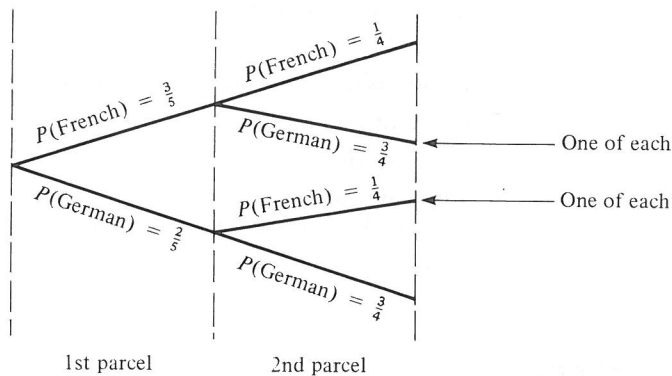 P(French) = 1/4
P(French) = 3/5
P(German) = 3/4
One of each
P(French) = 1/4
One of each
P(German) = 2/5
P(German) = 3/4
1st parcel
2nd parcel